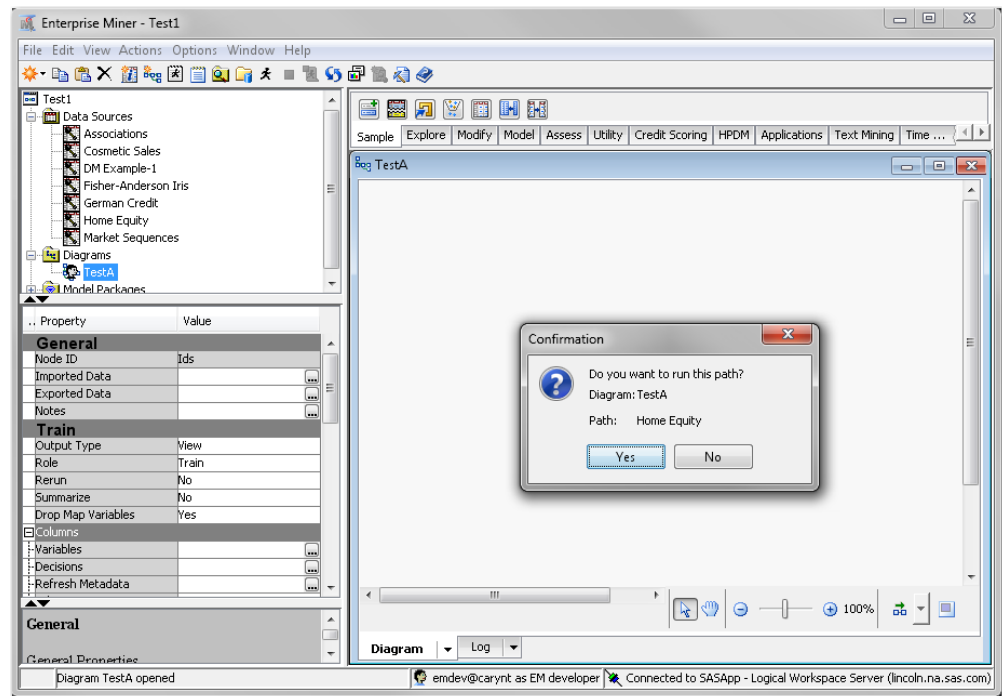 Enterprise Miner - Test1
File Edit View Actions Options Window Help
Test1
Data Sources
Associations
Cosmetic Sales
DM Example-1
Fisher-Anderson Iris
German Credit
Home Equity
Market Sequences
Diagrams
TestA
Model Packages
.. Property Value
General
Node ID Ids
Imported Data ...
Exported Data ...
Notes ...
Train
Output Type View
Role Train
Rerun No
Summarize No
Drop Map Variables Yes
Columns
Variables ...
Decisions ...
Refresh Metadata ...
General
General Properties
Sample Explore Modify Model Assess Utility Credit Scoring HPDM Applications Text Mining Time ...
TestA
Confirmation
Do you want to run this path?
Diagram: TestA
Path: Home Equity
Yes No
100%
Diagram Log
Diagram TestA opened emdev@carynt as EM developer Connected to SASApp - Logical Workspace Server (lincoln.na.sas.com)